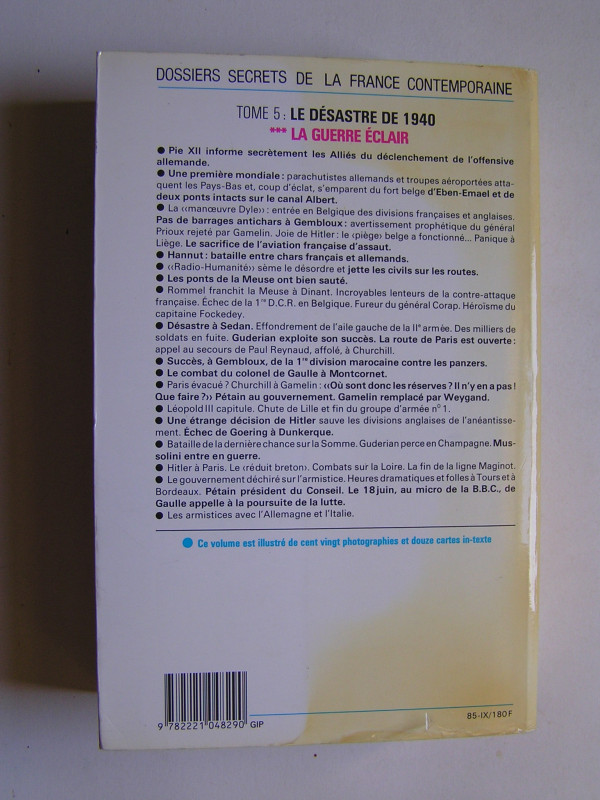 DOSSIERS SECRETS DE LA FRANCE CONTEMPORAINE
TOME 5 : LE DÉSASTRE DE 1940
*** LA GUERRE ÉCLAIR
● Pie XII informe secrètement les Alliés du déclenchement de l'offensive
allemande.
● Une première mondiale : parachutistes allemands et troupes aéroportées atta-
quent les Pays-Bas et, coup d'éclat, s'emparent du fort belge d'Eben-Emael et de
deux ponts intacts sur le canal Albert.
● La «manœuvre Dyle» : entrée en Belgique des divisions françaises et anglaises.
Pas de barrages antichars à Gembloux : avertissement prophétique du général
Prioux rejeté par Gamelin. Joie de Hitler : le ‹piège› belge a fonctionné... Panique à
Liège. Le sacrifice de l'aviation française d'assaut.
● Hannut : bataille entre chars français et allemands.
● «Radio-Humanité» sème le désordre et jette les civils sur les routes.
● Les ponts de la Meuse ont bien sauté.
● Rommel franchit la Meuse à Dinant. Incroyables lenteurs de la contre-attaque
française. Échec de la 1re D.C.R. en Belgique. Fureur du général Corap. Héroïsme du
capitaine Fockedey.
● Désastre à Sedan. Effondrement de l'aile gauche de la IIe armée. Des milliers de
soldats en fuite. Guderian exploite son succès. La route de Paris est ouverte :
appel au secours de Paul Reynaud, affolé, à Churchill.
● Succès, à Gembloux, de la 1re division marocaine contre les panzers.
● Le combat du colonel de Gaulle à Montcornet.
● Paris évacué ? Churchill à Gamelin : «Où sont donc les réserves ? Il n'y en a pas !
Que faire ?» Pétain au gouvernement. Gamelin remplacé par Weygand.
● Léopold III capitule. Chute de Lille et fin du groupe d'armée no 1.
● Une étrange décision de Hitler sauve les divisions anglaises de l'anéantisse-
ment. Échec de Goering à Dunkerque.
● Bataille de la dernière chance sur la Somme. Guderian perce en Champagne. Mus-
solini entre en guerre.
● Hitler à Paris. Le ‹réduit breton›. Combats sur la Loire. La fin de la ligne Maginot.
● Le gouvernement déchiré sur l'armistice. Heures dramatiques et folles à Tours et à
Bordeaux. Pétain président du Conseil. Le 18 juin, au micro de la B.B.C., de
Gaulle appelle à la poursuite de la lutte.
● Les armistices avec l'Allemagne et l'Italie.
● Ce volume est illustré de cent vingt photographies et douze cartes in-texte
9 782221 048290 GIP
85-IX/180 F